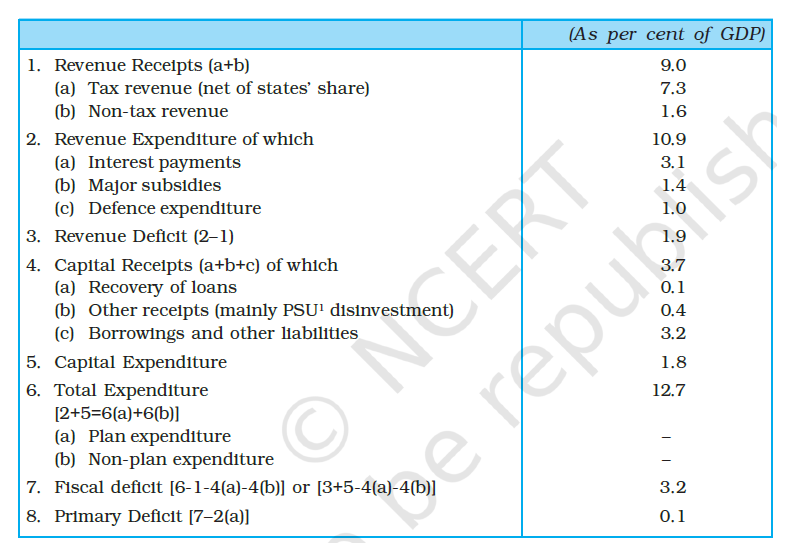 (As per cent of GDP)
1. Revenue Receipts (a+b) 9.0
(a) Tax revenue (net of states' share) 7.3
(b) Non-tax revenue 1.6
2. Revenue Expenditure of which 10.9
(a) Interest payments 3.1
(b) Major subsidies 1.4
(c) Defence expenditure 1.0
3. Revenue Deficit (2–1) 1.9
4. Capital Receipts (a+b+c) of which 3.7
(a) Recovery of loans 0.1
(b) Other receipts (mainly PSU¹ disinvestment) 0.4
(c) Borrowings and other liabilities 3.2
5. Capital Expenditure 1.8
6. Total Expenditure 12.7
[2+5=6(a)+6(b)]
(a) Plan expenditure –
(b) Non-plan expenditure –
7. Fiscal deficit [6-1-4(a)-4(b)] or [3+5-4(a)-4(b)] 3.2
8. Primary Deficit [7–2(a)] 0.1
© NCERT
be republish